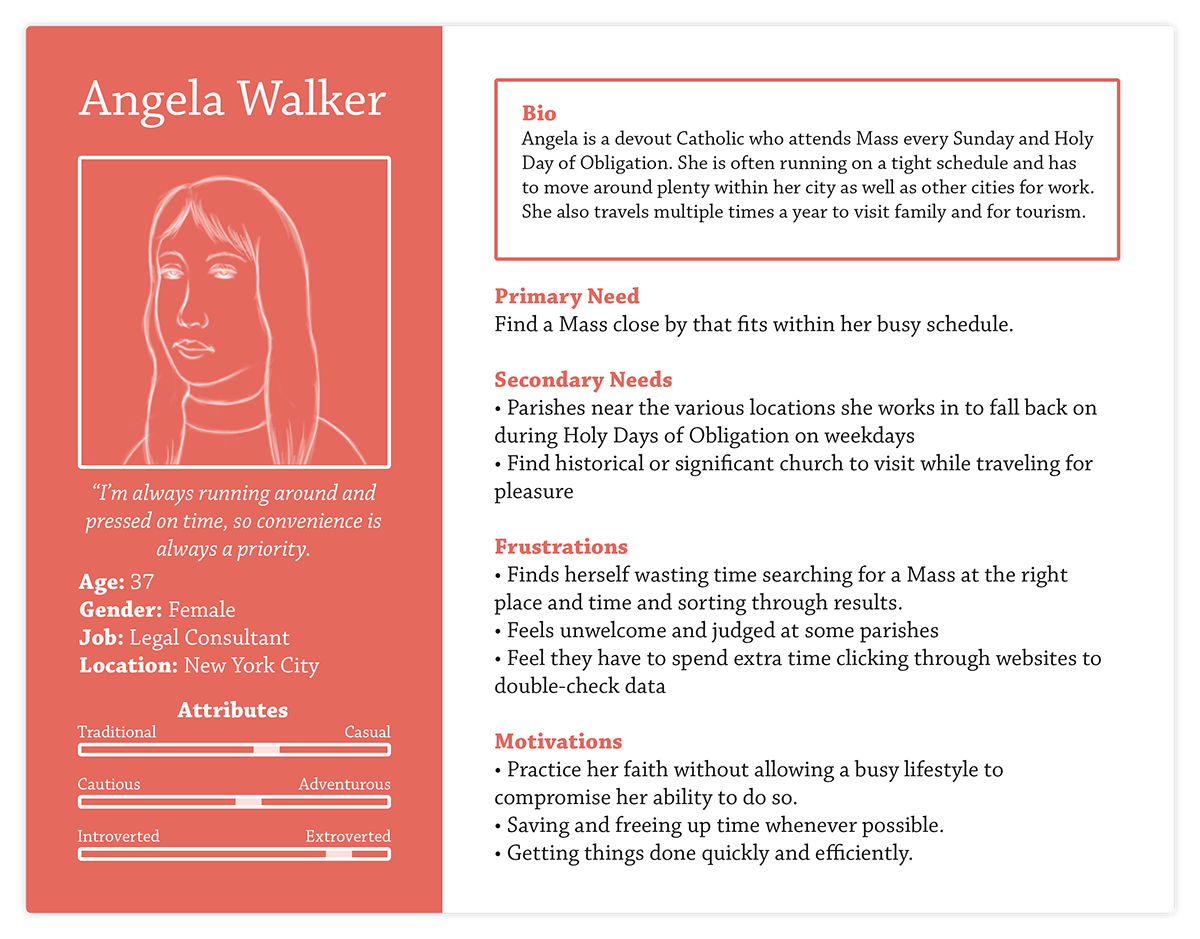 Angela Walker
“I’m always running around and
pressed on time, so convenience is
always a priority.
Age: 37
Gender: Female
Job: Legal Consultant
Location: New York City
Attributes
Traditional Casual
Cautious Adventurous
Introverted Extroverted
Bio
Angela is a devout Catholic who attends Mass every Sunday and Holy
Day of Obligation. She is often running on a tight schedule and has
to move around plenty within her city as well as other cities for work.
She also travels multiple times a year to visit family and for tourism.
Primary Need
Find a Mass close by that fits within her busy schedule.
Secondary Needs
• Parishes near the various locations she works in to fall back on
during Holy Days of Obligation on weekdays
• Find historical or significant church to visit while traveling for
pleasure
Frustrations
• Finds herself wasting time searching for a Mass at the right
place and time and sorting through results.
• Feels unwelcome and judged at some parishes
• Feel they have to spend extra time clicking through websites to
double-check data
Motivations
• Practice her faith without allowing a busy lifestyle to
compromise her ability to do so.
• Saving and freeing up time whenever possible.
• Getting things done quickly and efficiently.